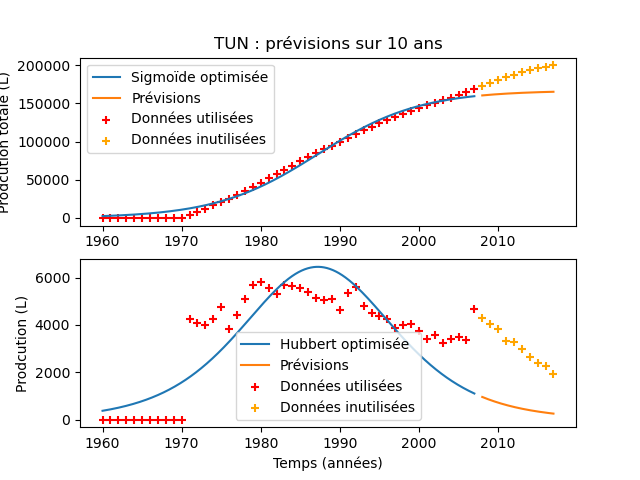 TUN : prévisions sur 10 ans
Prodcution totale (L)
200000
150000
100000
50000
0
Sigmoïde optimisée
Prévisions
Données utilisées
Données inutilisées
1960 1970 1980 1990 2000 2010
Prodcution (L)
6000
4000
2000
0
Hubbert optimisée
Prévisions
Données utilisées
Données inutilisées
1960 1970 1980 1990 2000 2010
Temps (années)